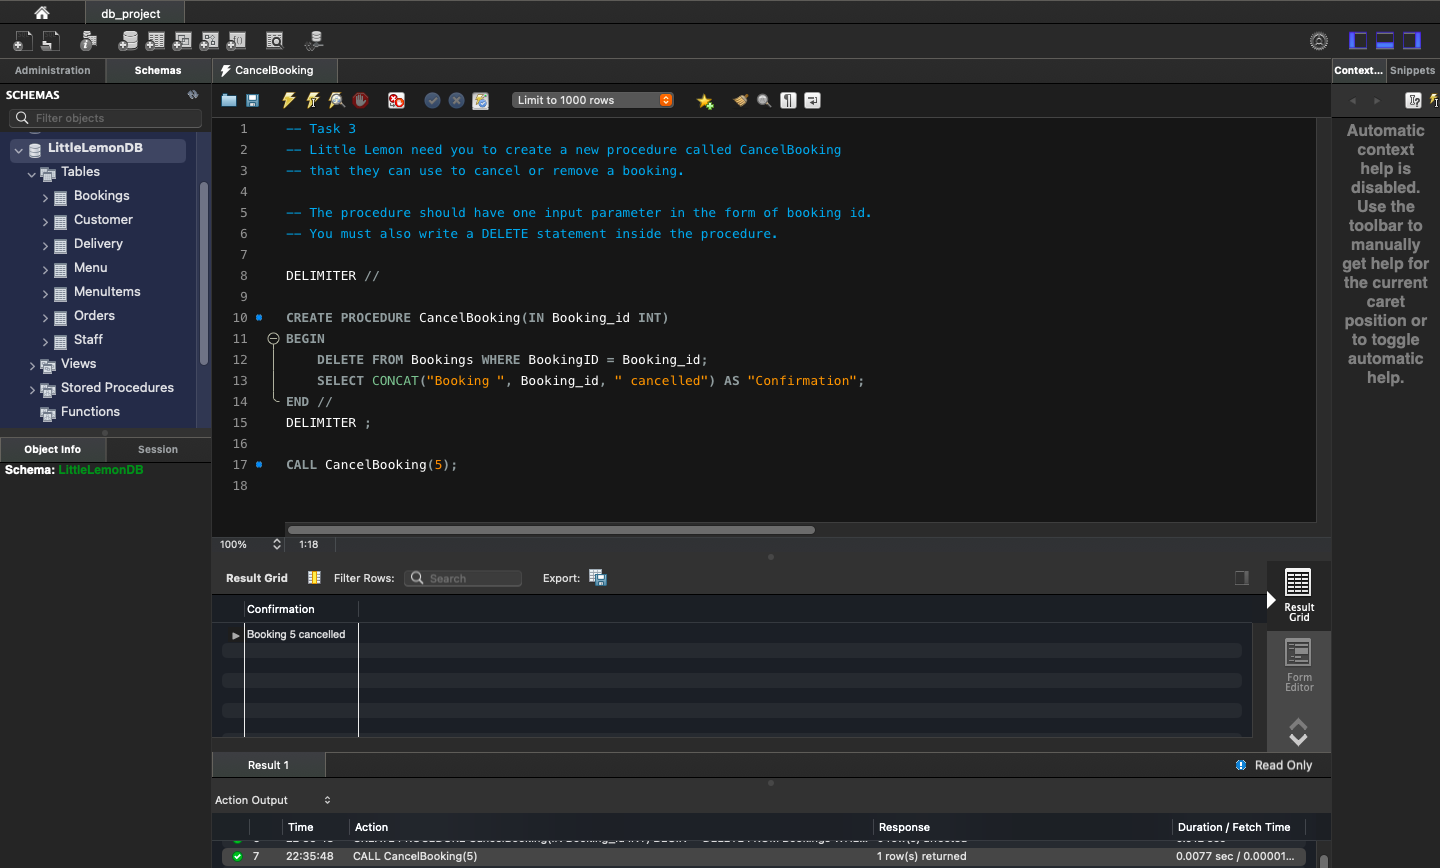 db_project
Administration
Schemas
CancelBooking
Context...
Snippets
SCHEMAS
Filter objects
Limit to 1000 rows
LittleLemonDB
Tables
Bookings
Customer
Delivery
Menu
MenuItems
Orders
Staff
Views
Stored Procedures
Functions
Object Info
Session
Schema: LittleLemonDB
1 -- Task 3
2 -- Little Lemon need you to create a new procedure called CancelBooking
3 -- that they can use to cancel or remove a booking.
4
5 -- The procedure should have one input parameter in the form of booking id.
6 -- You must also write a DELETE statement inside the procedure.
7
8 DELIMITER //
9
10 CREATE PROCEDURE CancelBooking(IN Booking_id INT)
11 BEGIN
12 DELETE FROM Bookings WHERE BookingID = Booking_id;
13 SELECT CONCAT("Booking ", Booking_id, " cancelled") AS "Confirmation";
14 END //
15 DELIMITER ;
16
17 CALL CancelBooking(5);
18
Automatic
context
help is
disabled.
Use the
toolbar to
manually
get help for
the current
caret
position or
to toggle
automatic
help.
100%
1:18
Result Grid
Filter Rows:
Search
Export:
Confirmation
Booking 5 cancelled
Result
Grid
Form
Editor
Result 1
Read Only
Action Output
Time Action Response Duration / Fetch Time
7 22:35:48 CALL CancelBooking(5) 1 row(s) returned 0.0077 sec / 0.00001...